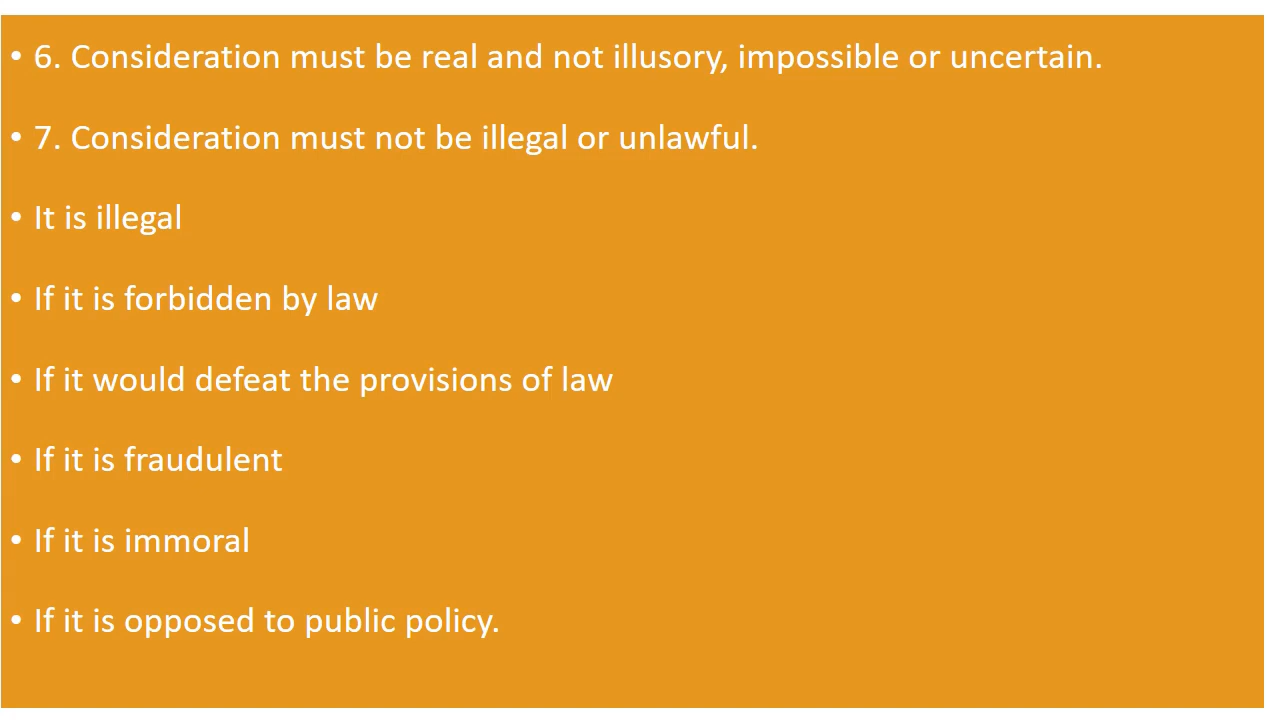 • 6. Consideration must be real and not illusory, impossible or uncertain.
• 7. Consideration must not be illegal or unlawful.
• It is illegal
• If it is forbidden by law
• If it would defeat the provisions of law
• If it is fraudulent
• If it is immoral
• If it is opposed to public policy.